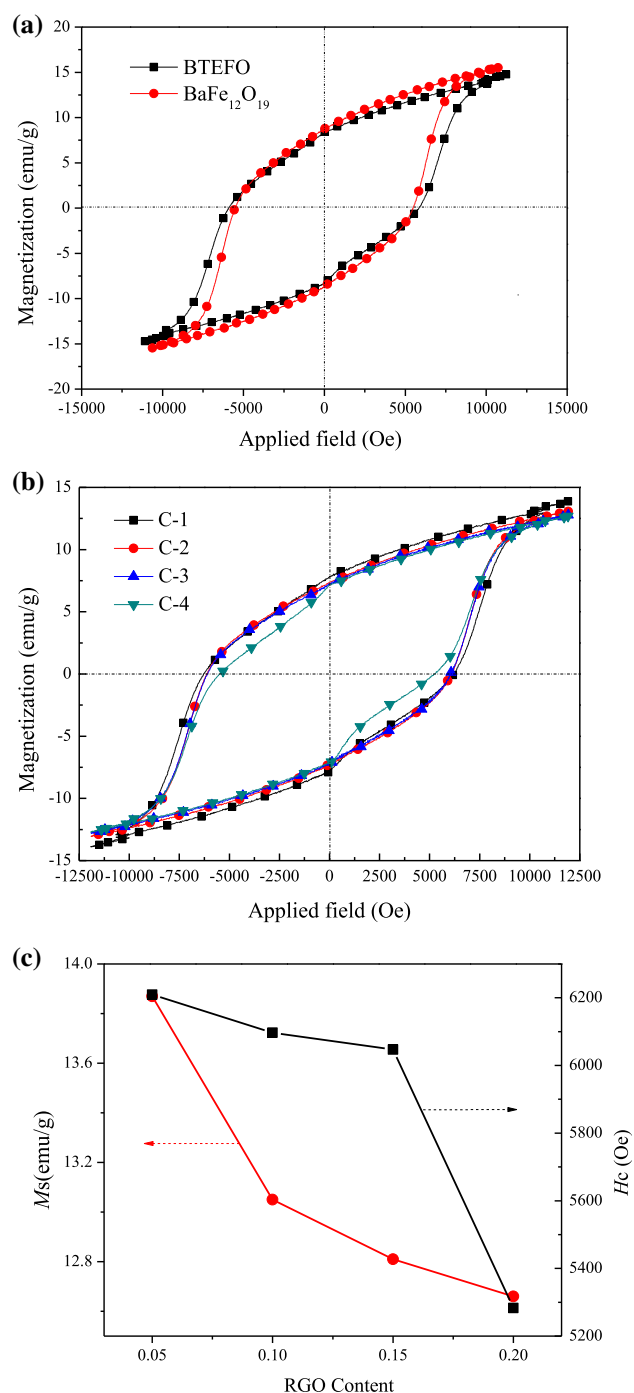 (a)
BTEFO
BaFe₁₂O₁₉
20
15
10
5
0
-5
-10
-15
-20
Magnetization (emu/g)
-15000 -10000 -5000 0 5000 10000 15000
Applied field (Oe)
(b)
C-1
C-2
C-3
C-4
15
10
5
0
-5
-10
-15
Magnetization (emu/g)
-12500 -10000 -7500 -5000 -2500 0 2500 5000 7500 10000 12500
Applied field (Oe)
(c)
14.0
13.6
13.2
12.8
Ms(emu/g)
6200
6000
5800
5600
5400
5200
Hc (Oe)
0.05 0.10 0.15 0.20
RGO Content